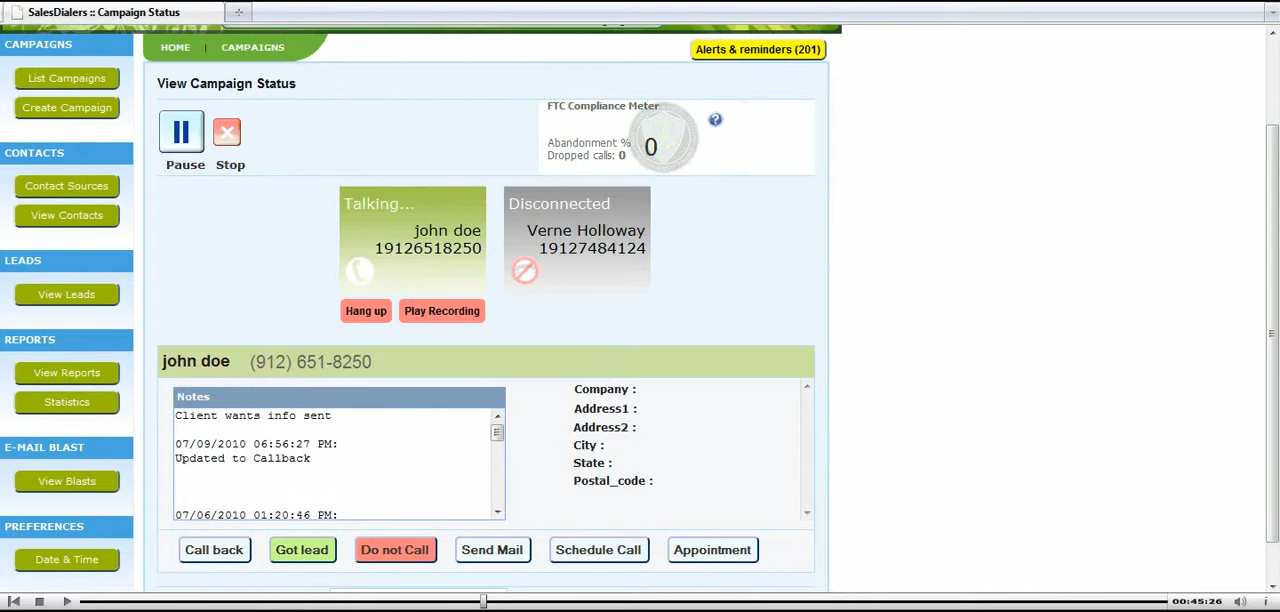 SalesDialers :: Campaign Status
CAMPAIGNS
List Campaigns
Create Campaign
CONTACTS
Contact Sources
View Contacts
LEADS
View Leads
REPORTS
View Reports
Statistics
E-MAIL BLAST
View Blasts
PREFERENCES
Date & Time
HOME | CAMPAIGNS
Alerts & reminders (201)
View Campaign Status
Pause Stop
FTC Compliance Meter
Abandonment %
Dropped calls: 0
0
Talking...
john doe
19126518250
Disconnected
Verne Holloway
19127484124
Hang up Play Recording
john doe (912) 651-8250
Notes
Client wants info sent
07/09/2010 06:56:27 PM:
Updated to Callback
07/06/2010 01:20:46 PM:
Company :
Address1 :
Address2 :
City :
State :
Postal_code :
Call back Got lead Do not Call Send Mail Schedule Call Appointment
00:45:26